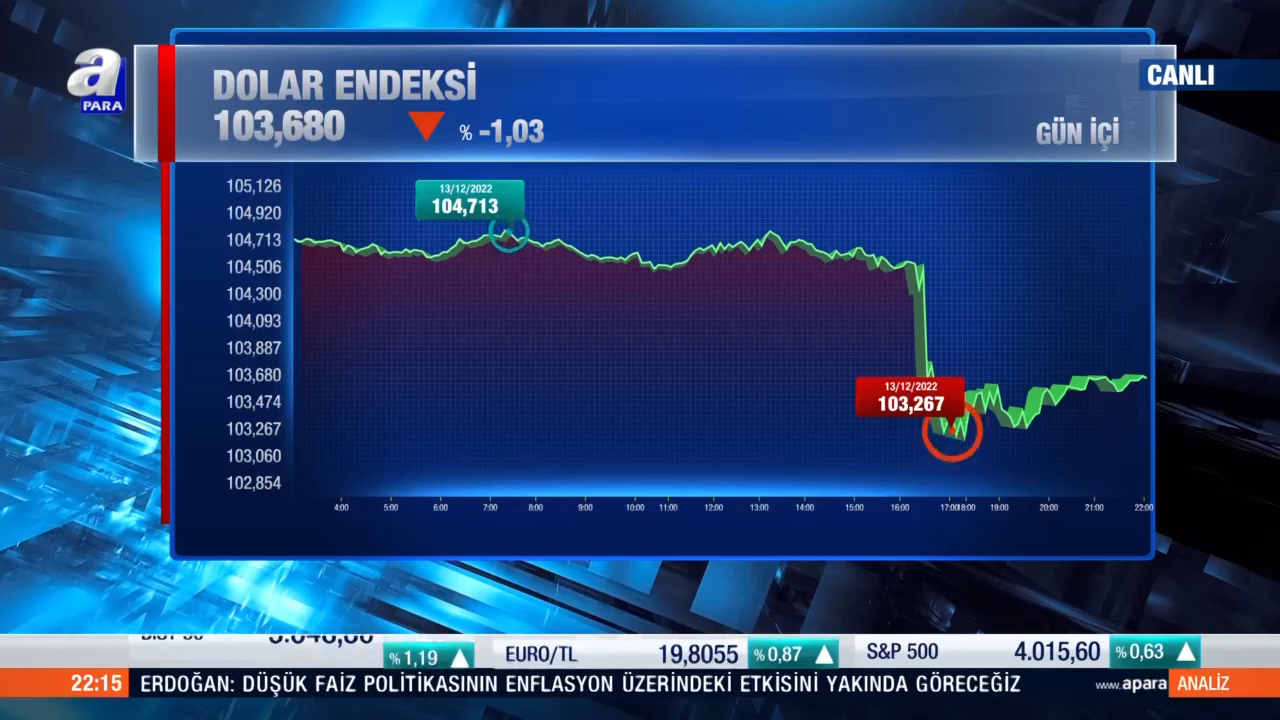 a
PARA
DOLAR ENDEKSİ
103,680
% -1,03
CANLI
GÜN İÇİ
105,126
104,920
104,713
104,506
104,300
104,093
103,887
103,680
103,474
103,267
103,060
102,854
13/12/2022
104,713
13/12/2022
103,267
4:00 5:00 6:00 7:00 8:00 9:00 10:00 11:00 12:00 13:00 14:00 15:00 16:00 17:00 18:00 19:00 20:00 21:00 22:00
% 1,19
EURO/TL 19,8055 % 0,87
S&P 500 4.015,60 % 0,63
22:15 ERDOĞAN: DÜŞÜK FAİZ POLİTİKASININ ENFLASYON ÜZERİNDEKİ ETKİSİNİ YAKINDA GÖRECEĞİZ
www.apara ANALİZ